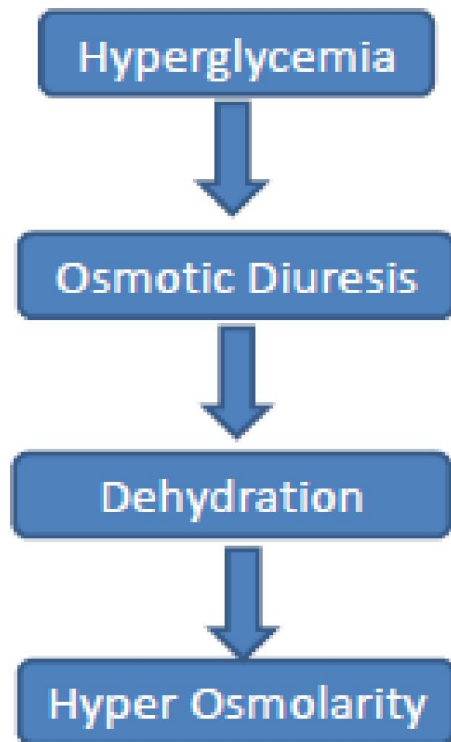 Hyperglycemia
Osmotic Diuresis
Dehydration
Hyper Osmolarity